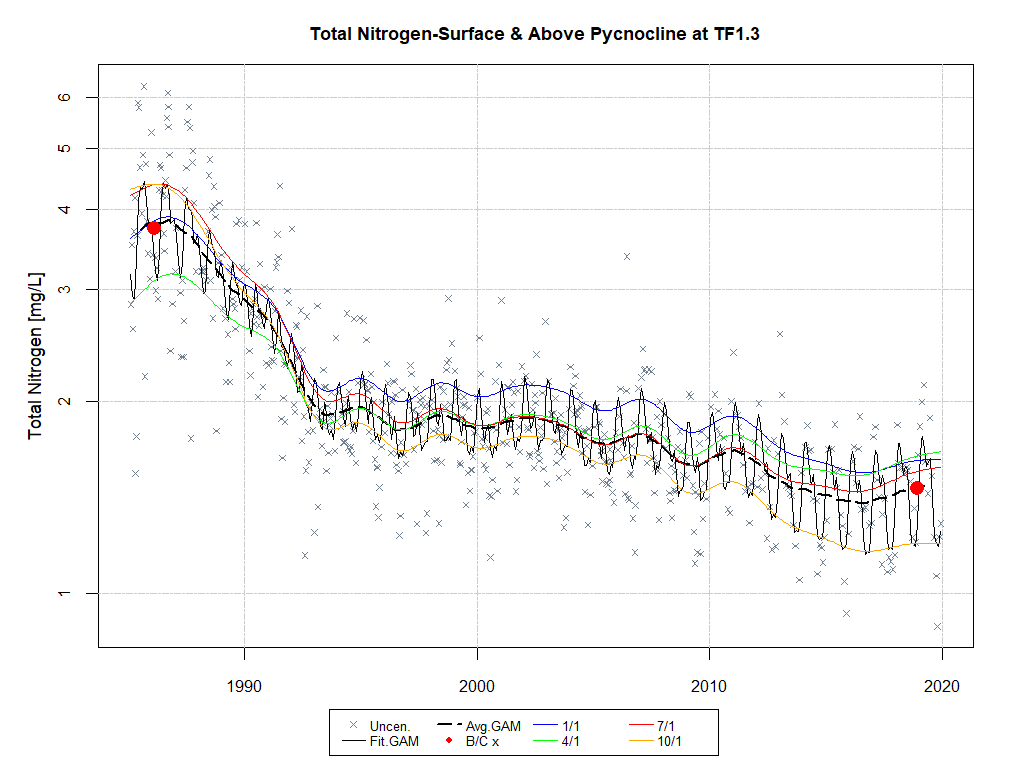 Total Nitrogen-Surface & Above Pycnocline at TF1.3
Total Nitrogen [mg/L]
6
5
4
3
2
1
1990 2000 2010 2020
Uncen. Avg.GAM 1/1 7/1
Fit.GAM B/C x 4/1 10/1